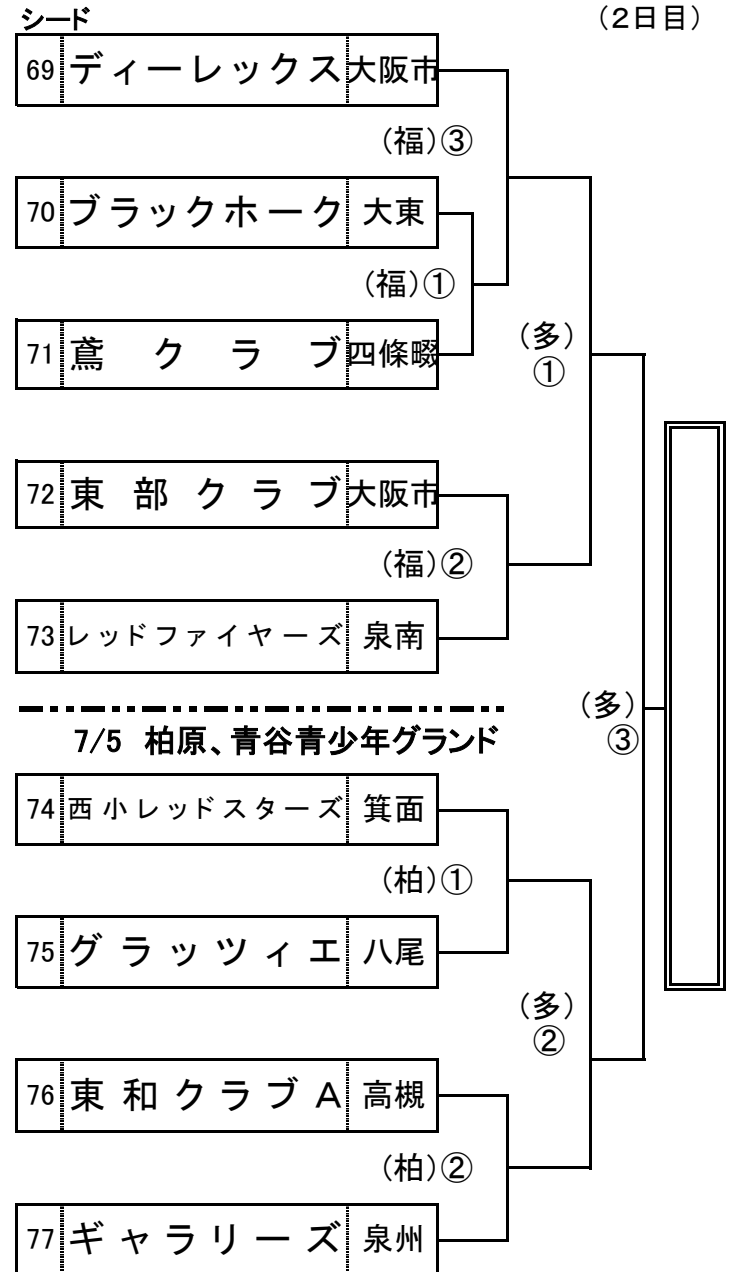 シード
（2日目）
69 ディーレックス 大阪市
（福）③
70 ブラックホーク 大東
（福）①
71 鳶クラブ 四條畷
（多）
①
72 東部クラブ 大阪市
（福）②
73 レッドファイヤーズ 泉南
（多）
③
7/5 柏原、青谷青少年グランド
74 西小レッドスターズ 箕面
（柏）①
75 グラッツィエ 八尾
（多）
②
76 東和クラブA 高槻
（柏）②
77 ギャラリーズ 泉州